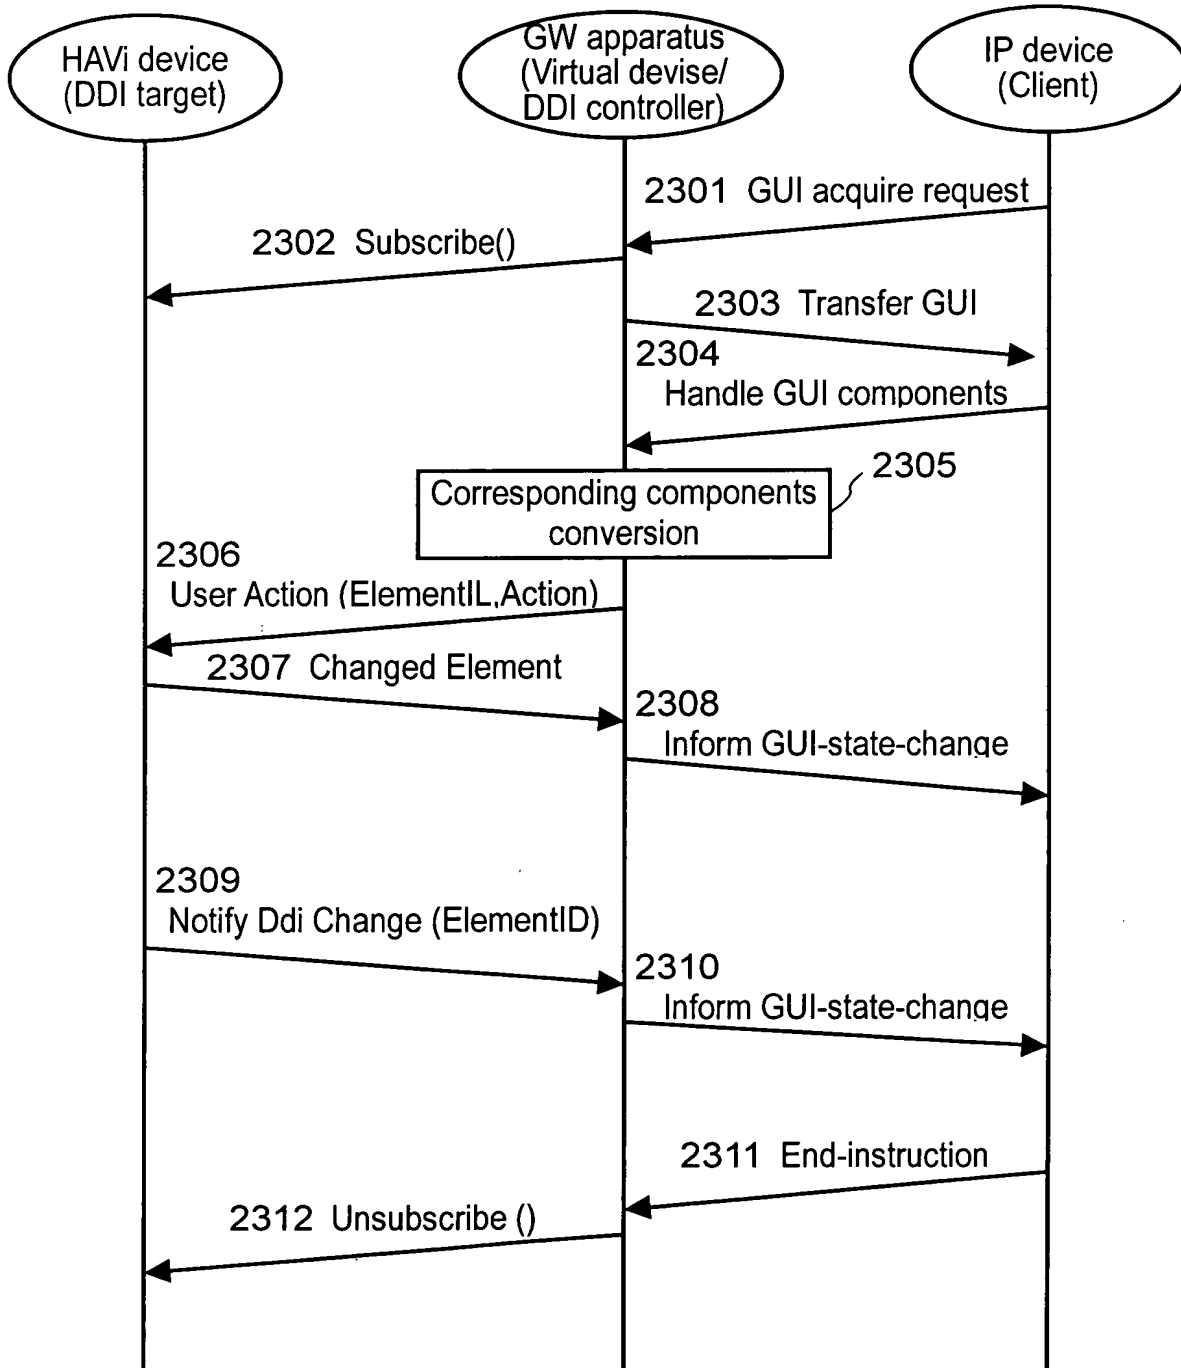 HAVi device
(DDI target)
GW apparatus
(Virtual devise/
DDI controller)
IP device
(Client)
2301 GUI acquire request
2302 Subscribe()
2303 Transfer GUI
2304
Handle GUI components
2305
Corresponding components
conversion
2306
User Action (ElementIL,Action)
2307 Changed Element
2308
Inform GUI-state-change
2309
Notify Ddi Change (ElementID)
2310
Inform GUI-state-change
2311 End-instruction
2312 Unsubscribe ()